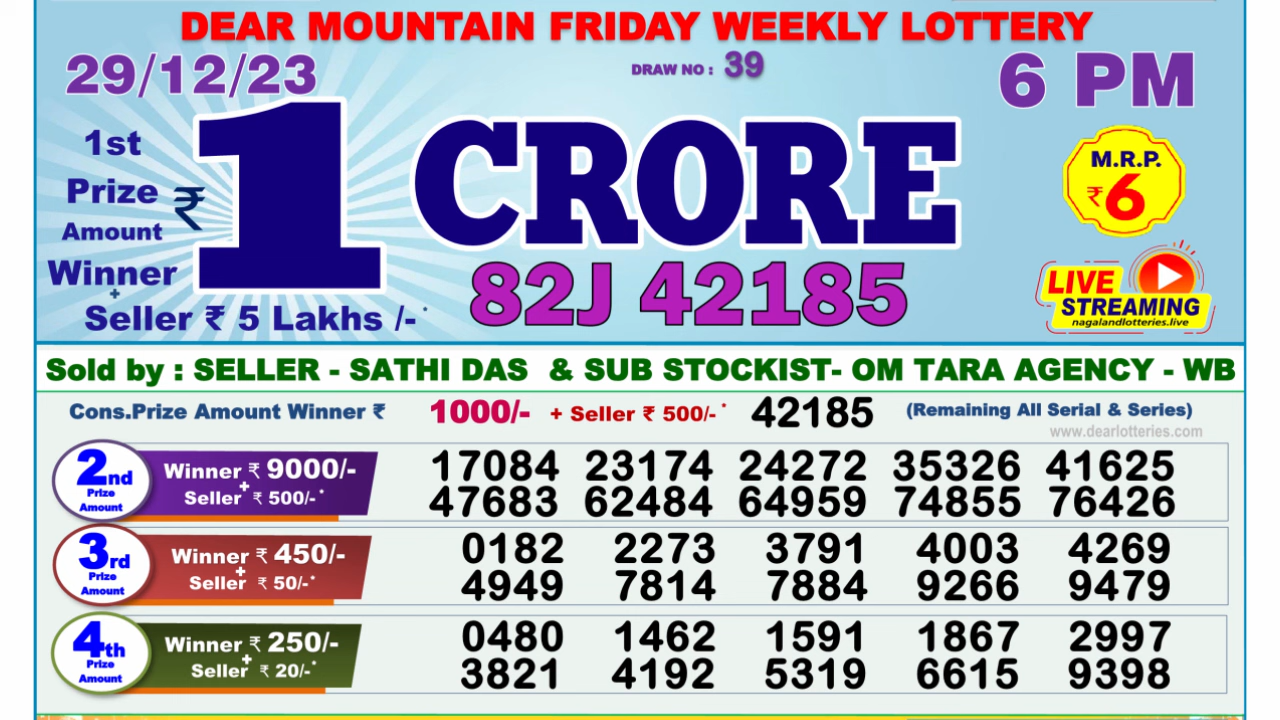 DEAR MOUNTAIN FRIDAY WEEKLY LOTTERY
29/12/23
DRAW NO : 39
6 PM
1st
Prize
Amount
Winner
+
₹ 1 CRORE
M.R.P.
₹6
82J 42185
Seller ₹ 5 Lakhs /-*
LIVE
STREAMING
nagalandlotteries.live
Sold by : SELLER - SATHI DAS & SUB STOCKIST- OM TARA AGENCY - WB
Cons.Prize Amount Winner ₹ 1000/- + Seller ₹ 500/-* 42185 (Remaining All Serial & Series)
www.dearlotteries.com
2nd
Prize
Amount
Winner ₹ 9000/-
+
Seller ₹ 500/-*
17084 23174 24272 35326 41625
47683 62484 64959 74855 76426
3rd
Prize
Amount
Winner ₹ 450/-
+
Seller ₹ 50/-*
0182 2273 3791 4003 4269
4949 7814 7884 9266 9479
4th
Prize
Amount
Winner ₹ 250/-
+
Seller ₹ 20/-*
0480 1462 1591 1867 2997
3821 4192 5319 6615 9398